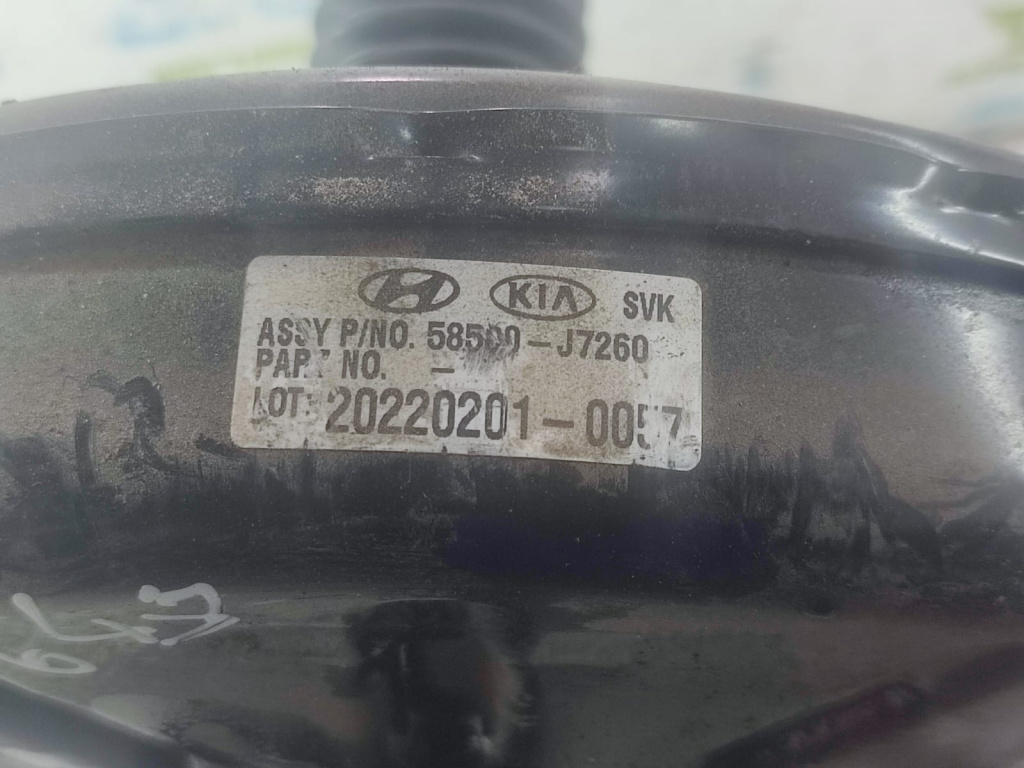 KIA SVK
ASSY P/NO. 58500-J7260
PART NO. -
LOT: 20220201-0057